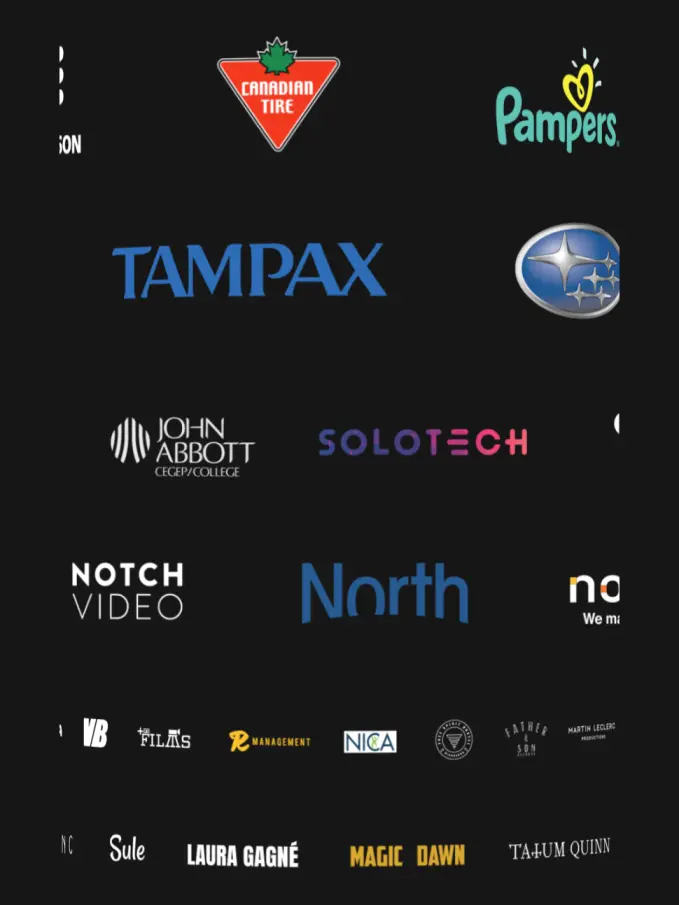 SON
CANADIAN
TIRE
Pampers
TAMPAX
JOHN
ABBOTT
CEGEP/COLLEGE
SOLOTECH
NOTCH
VIDEO
North
no
We ma
VB
FILMS
R MANAGEMENT
NICA
FATHER
&
SON
MARTIN LECLERC
PRODUCTIONS
NC
Sule
LAURA GAGNÉ
MAGIC DAWN
TATUM QUINN